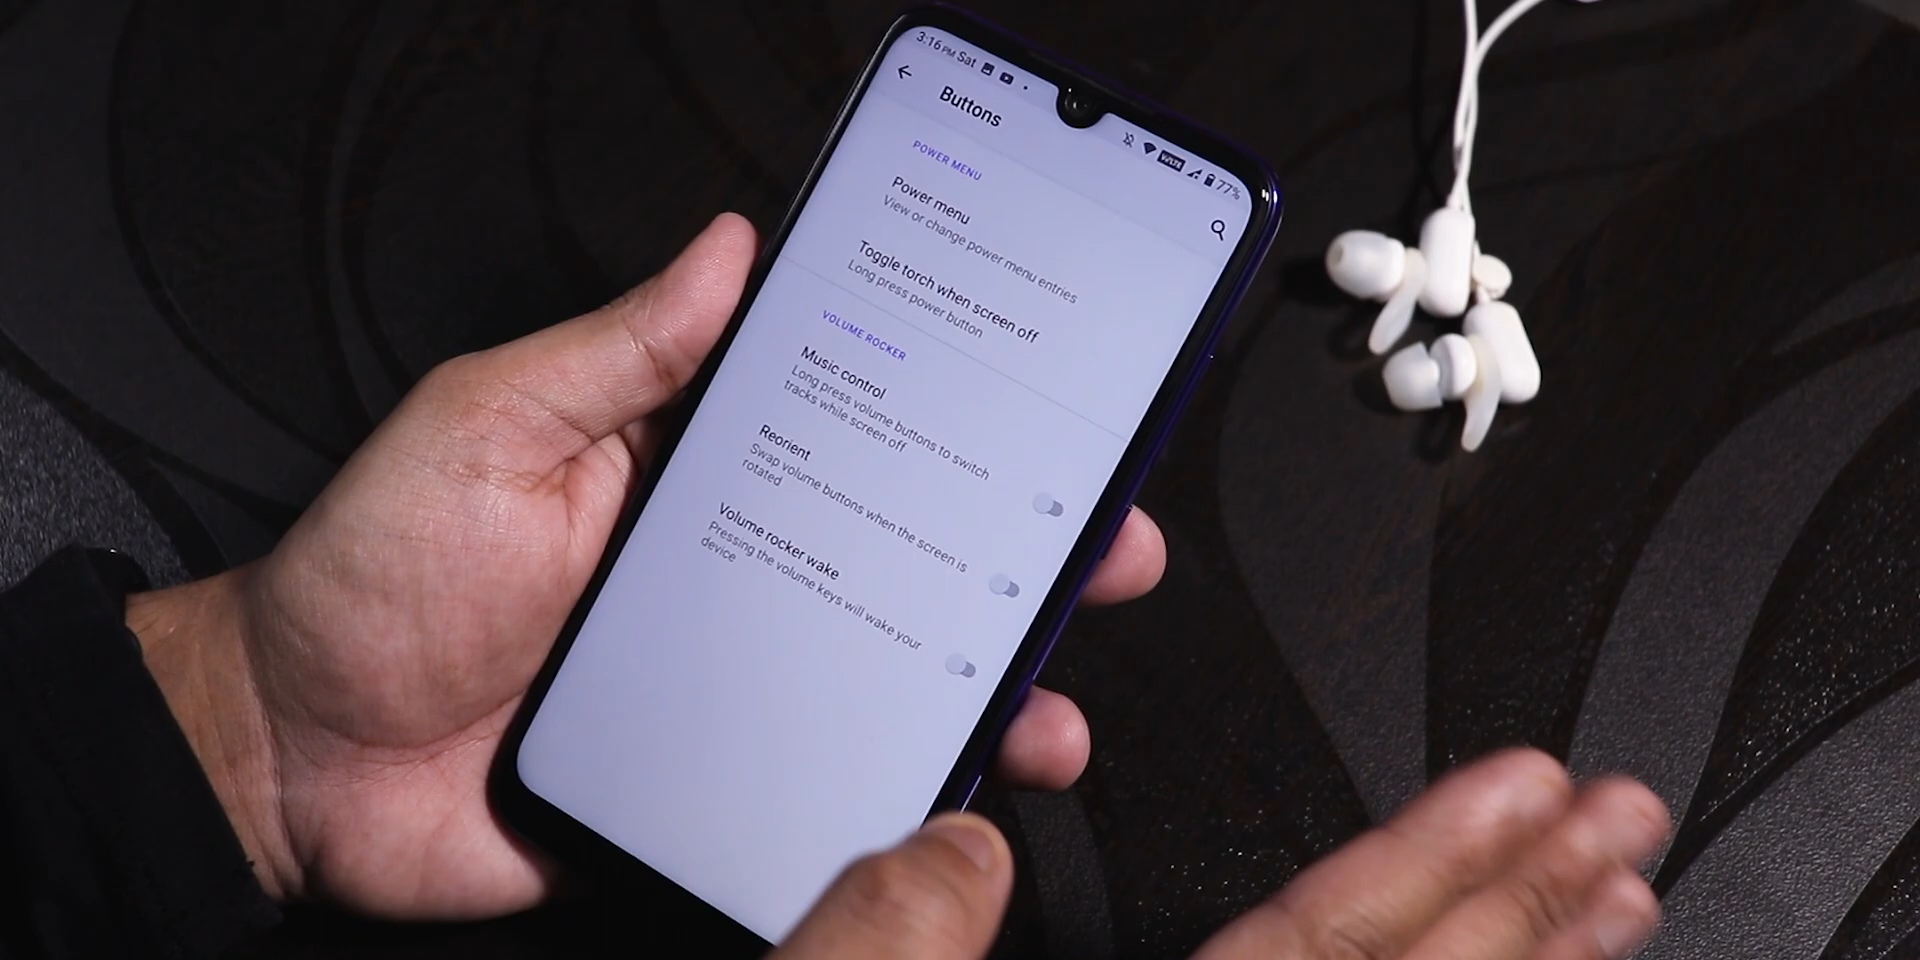 3:16 PM Sat
VoLTE 77%
Buttons
POWER MENU
Power menu
View or change power menu entries
Toggle torch when screen off
Long press power button
VOLUME ROCKER
Music control
Long press volume buttons to switch
tracks while screen off
Reorient
Swap volume buttons when the screen is
rotated
Volume rocker wake
Pressing the volume keys will wake your
device